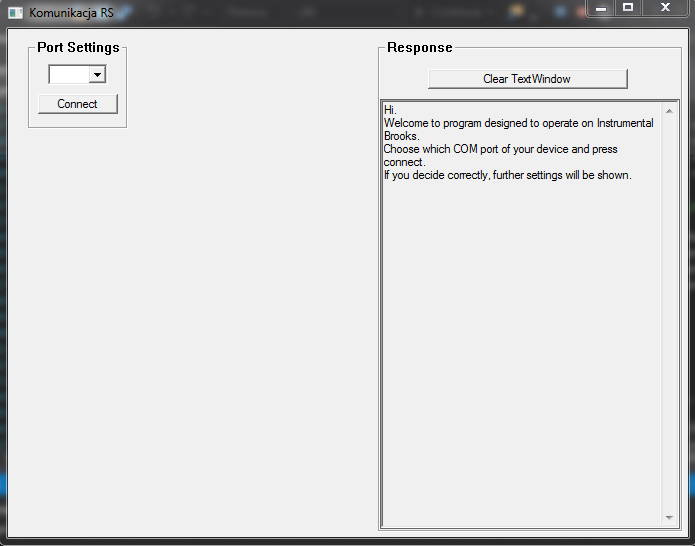 Komunikacja RS
Port Settings
Connect
Response
Clear TextWindow
Hi.
Welcome to program designed to operate on Instrumental
Brooks.
Choose which COM port of your device and press
connect.
If you decide correctly, further settings will be shown.